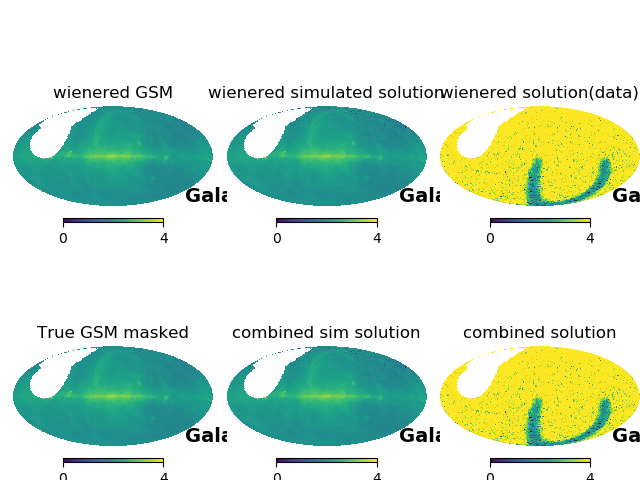 wienered GSM
wienered simulated solution
wienered solution(data)
Gala
Gala
Ga
0 4
0 4
0 4
True GSM masked
combined sim solution
combined solution
Gala
Gala
Ga
0 4
0 4
0 4